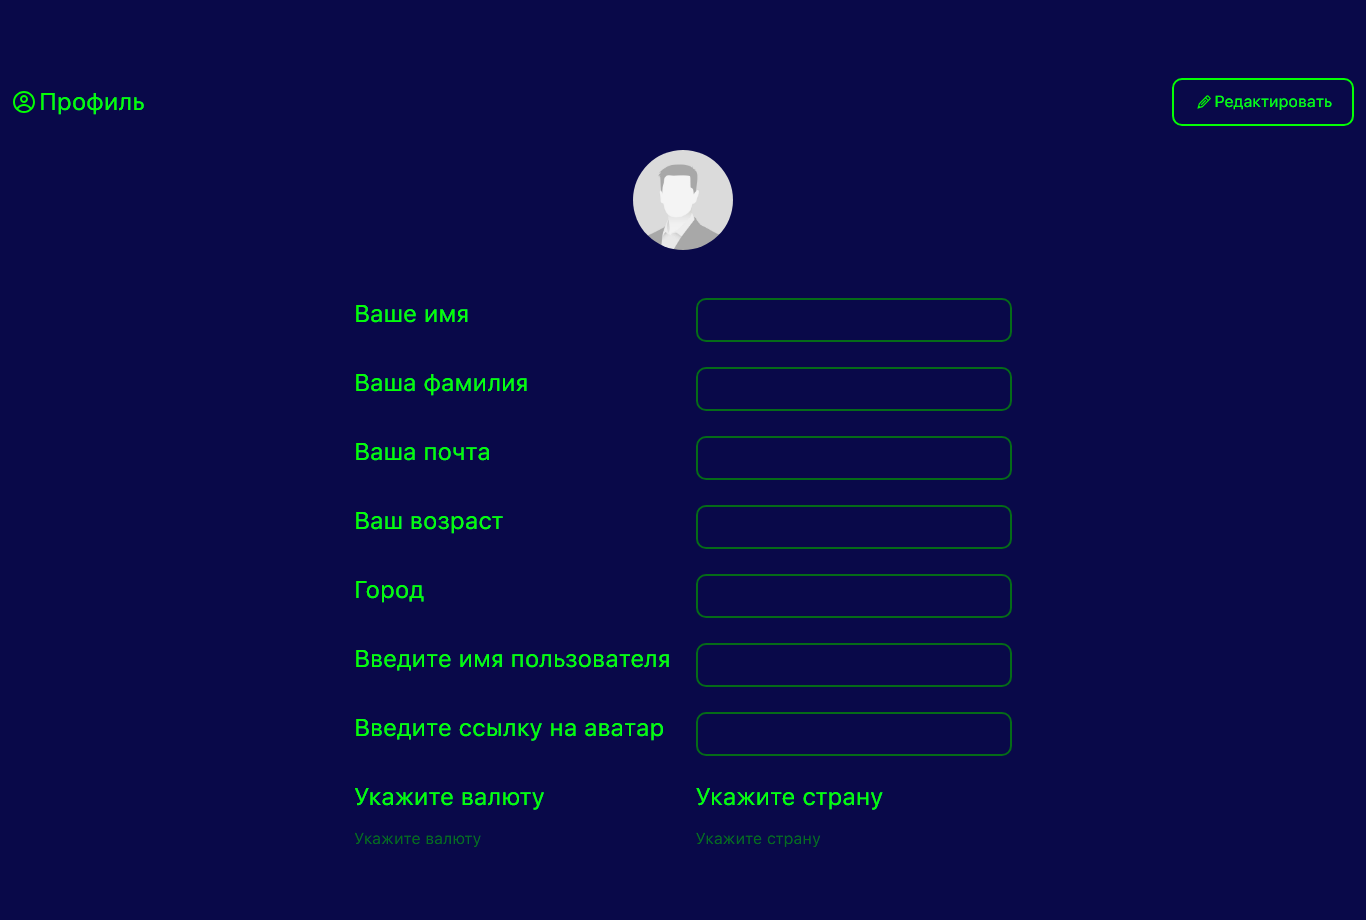 Профиль
Редактировать
Ваше имя
Ваша фамилия
Ваша почта
Ваш возраст
Город
Введите имя пользователя
Введите ссылку на аватар
Укажите валюту
Укажите страну
Укажите валюту
Укажите страну